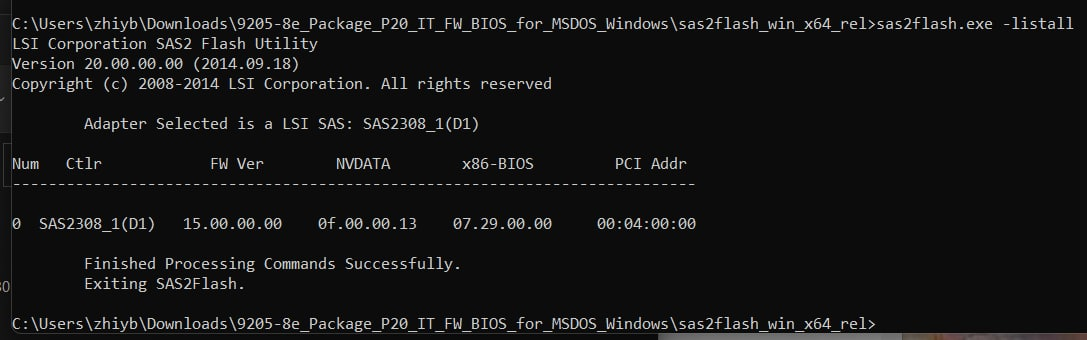 C:\Users\zhiyb\Downloads\9205-8e_Package_P20_IT_FW_BIOS_for_MSDOS_Windows\sas2flash_win_x64_rel>sas2flash.exe -listall
LSI Corporation SAS2 Flash Utility
Version 20.00.00.00 (2014.09.18)
Copyright (c) 2008-2014 LSI Corporation. All rights reserved
Adapter Selected is a LSI SAS: SAS2308_1(D1)
Num Ctlr FW Ver NVDATA x86-BIOS PCI Addr
---------------------------------------------------------------------------
0 SAS2308_1(D1) 15.00.00.00 0f.00.00.13 07.29.00.00 00:04:00:00
Finished Processing Commands Successfully.
Exiting SAS2Flash.
C:\Users\zhiyb\Downloads\9205-8e_Package_P20_IT_FW_BIOS_for_MSDOS_Windows\sas2flash_win_x64_rel>